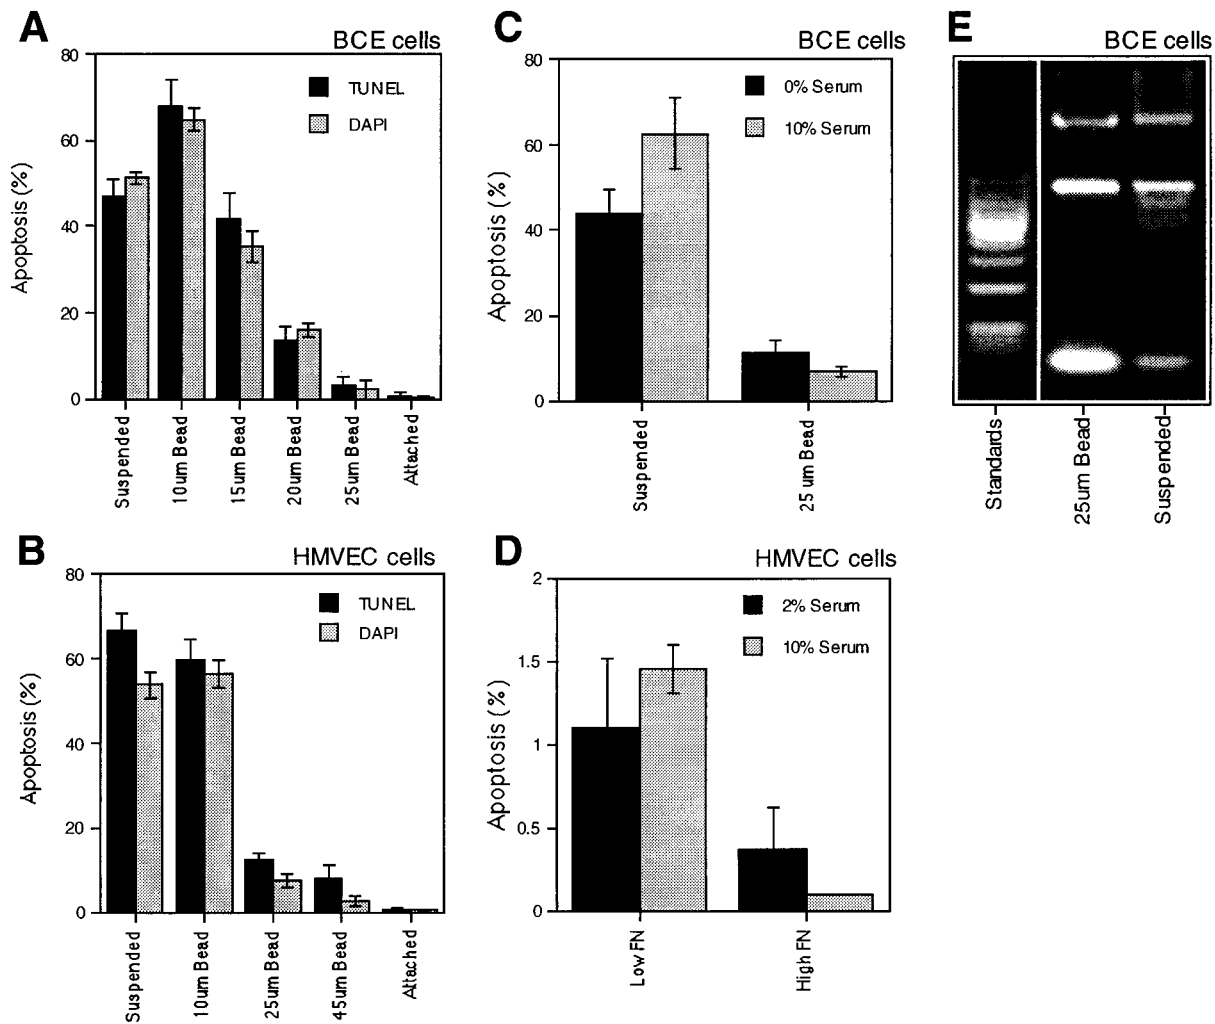 A
BCE cells
80
60
40
20
0
Apoptosis (%)
TUNEL
DAPI
Suspended
10um Bead
15um Bead
20um Bead
25um Bead
Attached
B
HMVEC cells
80
60
40
20
0
Apoptosis (%)
TUNEL
DAPI
Suspended
10um Bead
25um Bead
45um Bead
Attached
C
BCE cells
80
60
40
20
0
Apoptosis (%)
0% Serum
10% Serum
Suspended
25 um Bead
D
HMVEC cells
2
1.5
1
0.5
0
Apoptosis (%)
2% Serum
10% Serum
Low FN
High FN
E
BCE cells
Standards
25um Bead
Suspended